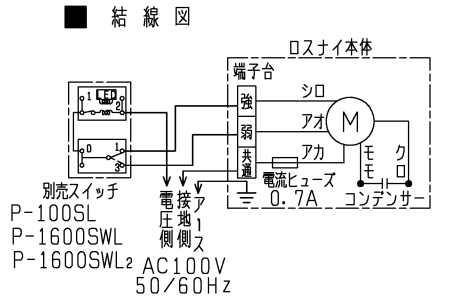 ■ 結線図
ロスナイ本体
端子台
LED
1
2
強
シロ
弱
アオ
M
0
1
3
共通
アカ
電流ヒューズ
0.7A
モモ
クロ
コンデンサー
別売スイッチ
P-100SL
P-1600SWL
P-1600SWL2
電圧側
接地側
アース
AC100V
50/60Hz